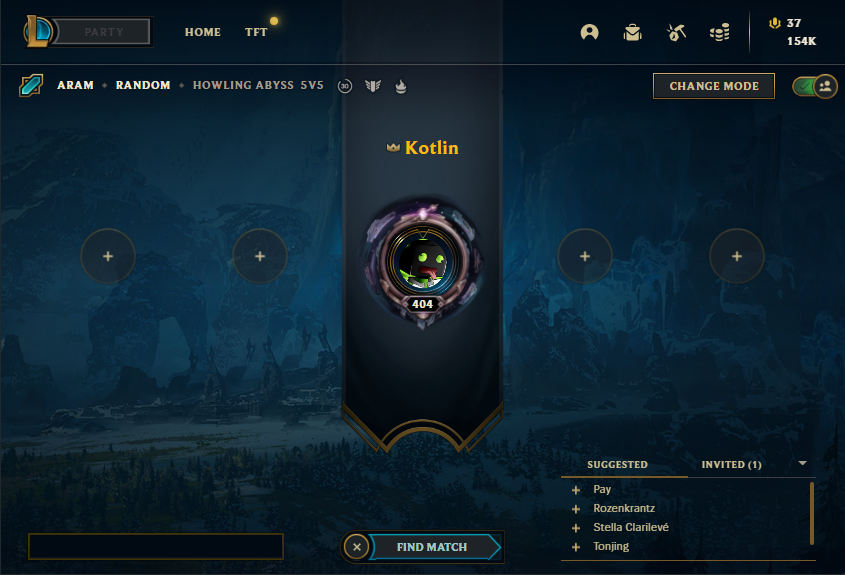 PARTY
HOME
TFT
37
154K
ARAM • RANDOM • HOWLING ABYSS 5V5
30
CHANGE MODE
Kotlin
404
SUGGESTED
INVITED (1)
Pay
Rozenkrantz
Stella Clarilevé
Tonjing
FIND MATCH